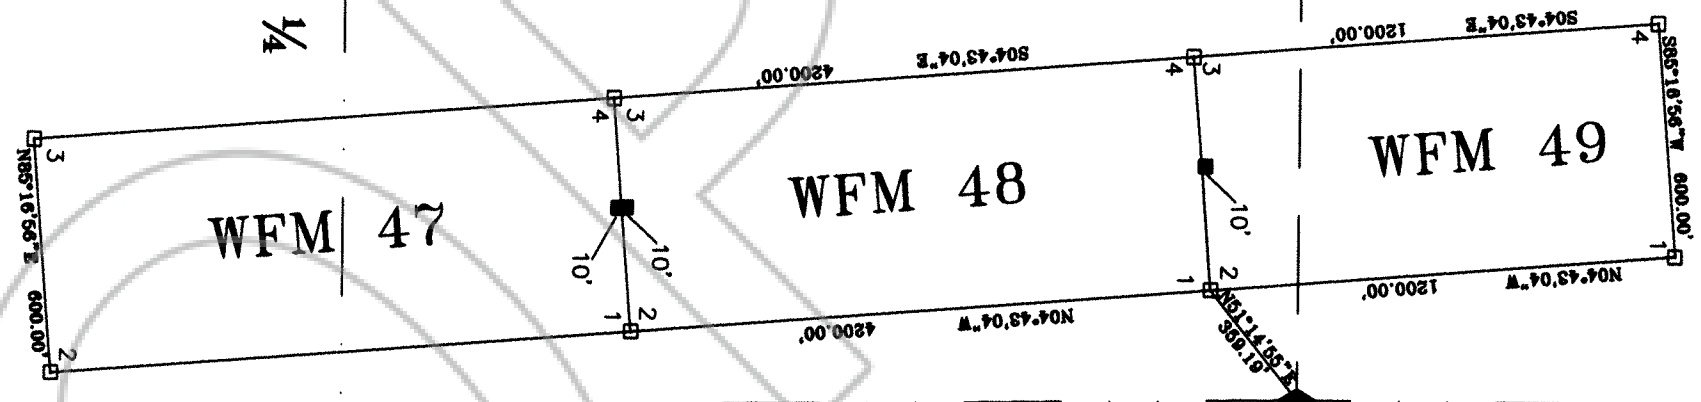 ¼
1200.00' S04°43'04"E
4200.00' S04°43'04"E
4
S85°16'56"W 600.00'
4 3
4 3
3
N85°16'56"E 600.00'
WFM 47
WFM 48
WFM 49
10'
10'
10'
1
1 2
1 2
2
1200.00' N04°43'04"W
4200.00' N04°43'04"W
N51°14'55"E
359.19'